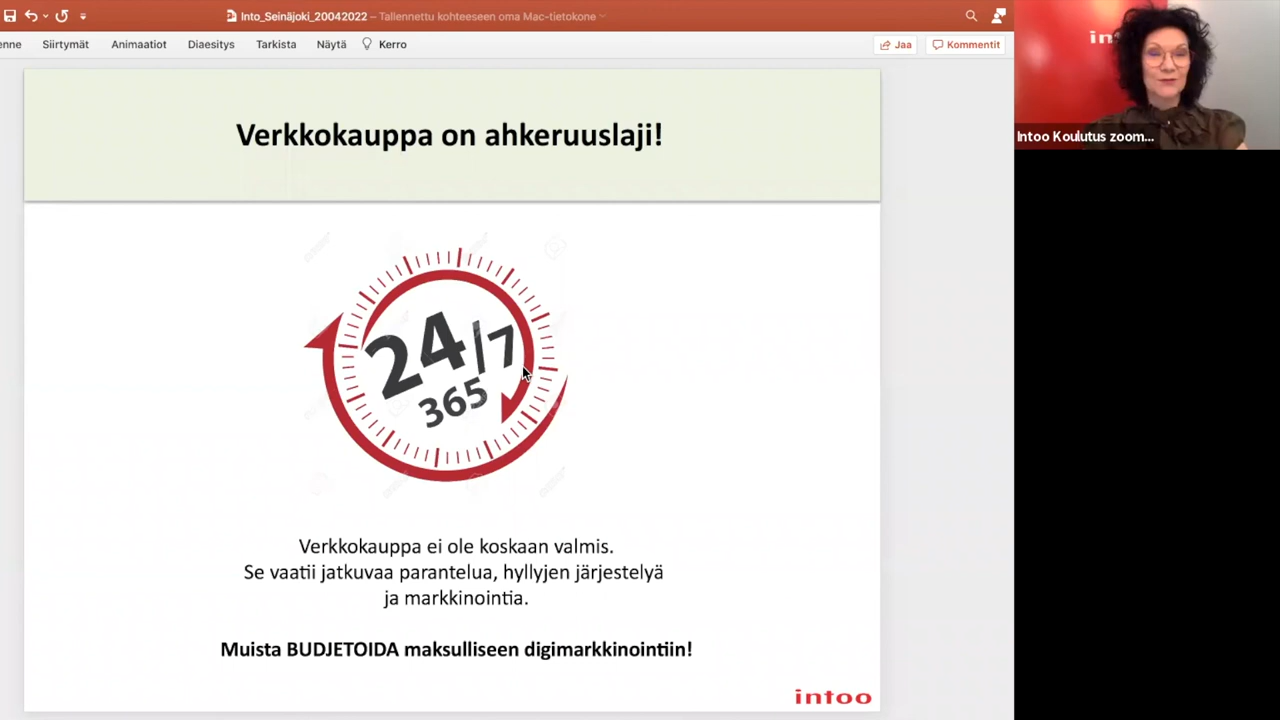 Into_Seinäjoki_20042022 – Tallennettu kohteeseen oma Mac-tietokone
enne Siirtymät Animaatiot Diaesitys Tarkista Näytä Kerro Jaa Kommentit
Verkkokauppa on ahkeruuslaji!
24/7
365
Verkkokauppa ei ole koskaan valmis.
Se vaatii jatkuvaa parantelua, hyllyjen järjestelyä
ja markkinointia.
Muista BUDJETOIDA maksulliseen digimarkkinointiin!
intoo
in
Intoo Koulutus zoom...